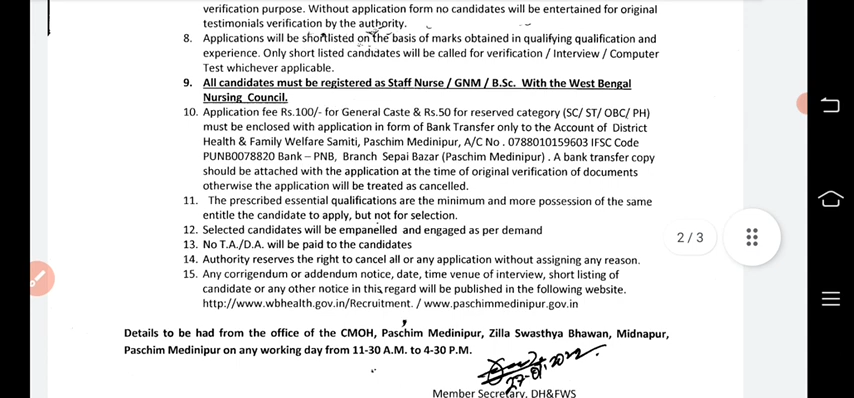 verification purpose. Without application form no candidates will be entertained for original
testimonials verification by the authority.
8. Applications will be shortlisted on the basis of marks obtained in qualifying qualification and
experience. Only short listed candidates will be called for verification / Interview / Computer
Test whichever applicable.
9. All candidates must be registered as Staff Nurse / GNM / B.Sc. With the West Bengal
Nursing Council.
10. Application fee Rs.100/- for General Caste & Rs.50 for reserved category (SC/ ST/ OBC/ PH)
must be enclosed with application in form of Bank Transfer only to the Account of District
Health & Family Welfare Samiti, Paschim Medinipur, A/C No . 0788010159603 IFSC Code
PUNB0078820 Bank – PNB, Branch Sepai Bazar (Paschim Medinipur) . A bank transfer copy
should be attached with the application at the time of original verification of documents
otherwise the application will be treated as cancelled.
11. The prescribed essential qualifications are the minimum and more possession of the same
entitle the candidate to apply, but not for selection.
12. Selected candidates will be empanelled and engaged as per demand
13. No T.A./D.A. will be paid to the candidates
14. Authority reserves the right to cancel all or any application without assigning any reason.
15. Any corrigendum or addendum notice, date, time venue of interview, short listing of
candidate or any other notice in this regard will be published in the following website.
http://www.wbhealth.gov.in/Recruitment. / www.paschimmedinipur.gov.in
2 / 3
Details to be had from the office of the CMOH, Paschim Medinipur, Zilla Swasthya Bhawan, Midnapur,
Paschim Medinipur on any working day from 11-30 A.M. to 4-30 P.M.
Member Secretary, DH&FWS